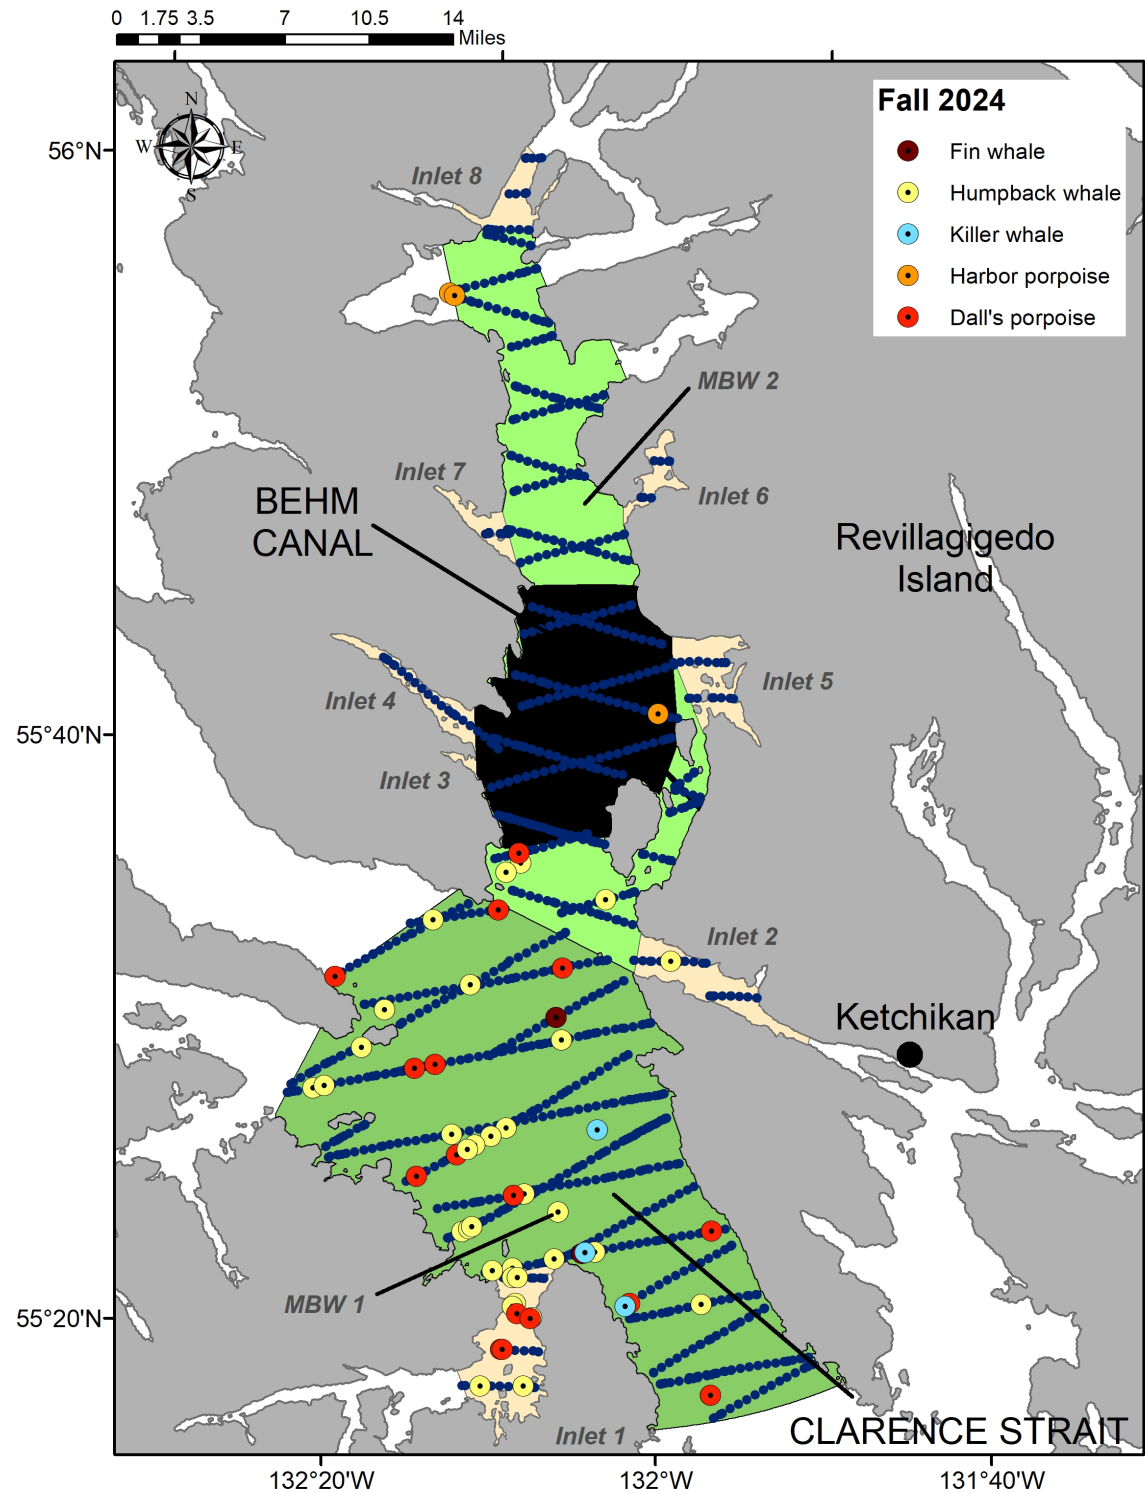 0 1.75 3.5 7 10.5 14
Miles
Fall 2024
Fin whale
Humpback whale
Killer whale
Harbor porpoise
Dall's porpoise
N
W E
S
56°N
Inlet 8
MBW 2
Inlet 7
Inlet 6
BEHM
CANAL
Revillagigedo
Island
Inlet 5
Inlet 4
55°40'N
Inlet 3
Inlet 2
Ketchikan
MBW 1
55°20'N
Inlet 1
CLARENCE STRAIT
132°20'W 132°W 131°40'W